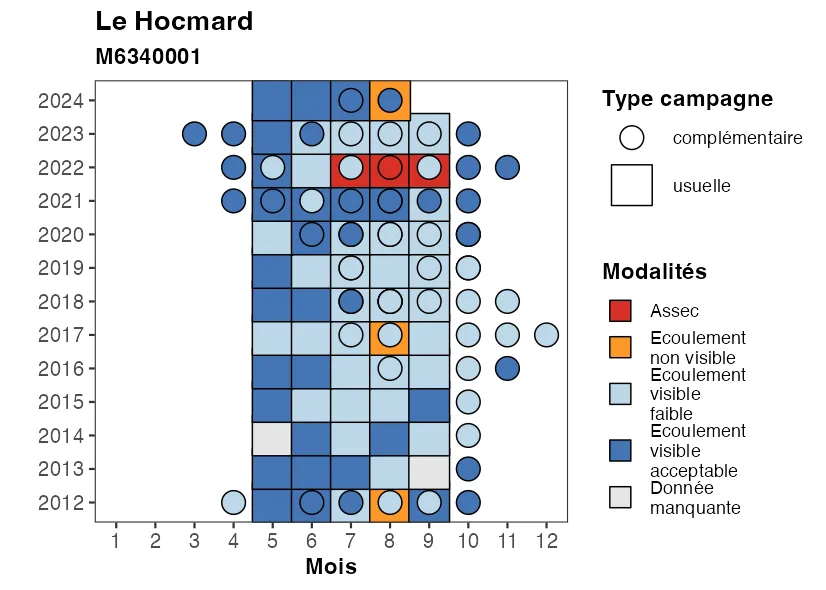 Le Hocmard
M6340001
2024
2023
2022
2021
2020
2019
2018
2017
2016
2015
2014
2013
2012
1 2 3 4 5 6 7 8 9 10 11 12
Mois
Type campagne
complémentaire
usuelle
Modalités
Assec
Ecoulement
non visible
Ecoulement
visible
faible
Ecoulement
visible
acceptable
Donnée
manquante